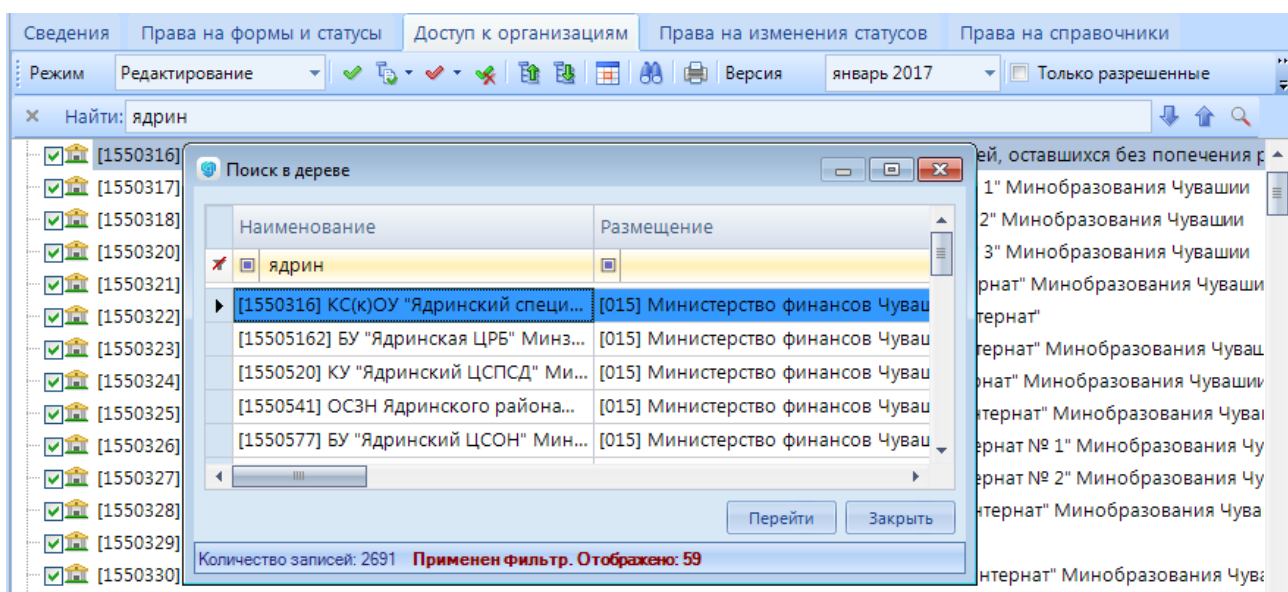 Сведения Права на формы и статусы Доступ к организациям Права на изменения статусов Права на справочники
Режим Редактирование Версия январь 2017 Только разрешенные
Найти: ядрин
[1550316] ей, оставшихся без попечения р
[1550317] 1" Минобразования Чувашии
[1550318] 2" Минобразования Чувашии
[1550320] 3" Минобразования Чувашии
[1550321] рнат" Минобразования Чуваши
[1550322] тернат"
[1550323] тернат" Минобразования Чуваш
[1550324] рнат" Минобразования Чувашии
[1550325] нтернат" Минобразования Чува
[1550326] ернат № 1" Минобразования Чу
[1550327] ернат № 2" Минобразования Чу
[1550328] нтернат" Минобразования Чува
[1550329]
[1550330] нтернат" Минобразования Чува
Поиск в дереве
Наименование Размещение
ядрин
[1550316] КС(к)ОУ "Ядринский специ... [015] Министерство финансов Чуваш
[15505162] БУ "Ядринская ЦРБ" Минз... [015] Министерство финансов Чуваш
[1550520] КУ "Ядринский ЦСПСД" Ми... [015] Министерство финансов Чуваш
[1550541] ОСЗН Ядринского района... [015] Министерство финансов Чуваш
[1550577] БУ "Ядринский ЦСОН" Мин... [015] Министерство финансов Чуваш
Перейти Закрыть
Количество записей: 2691 Применен фильтр. Отображено: 59